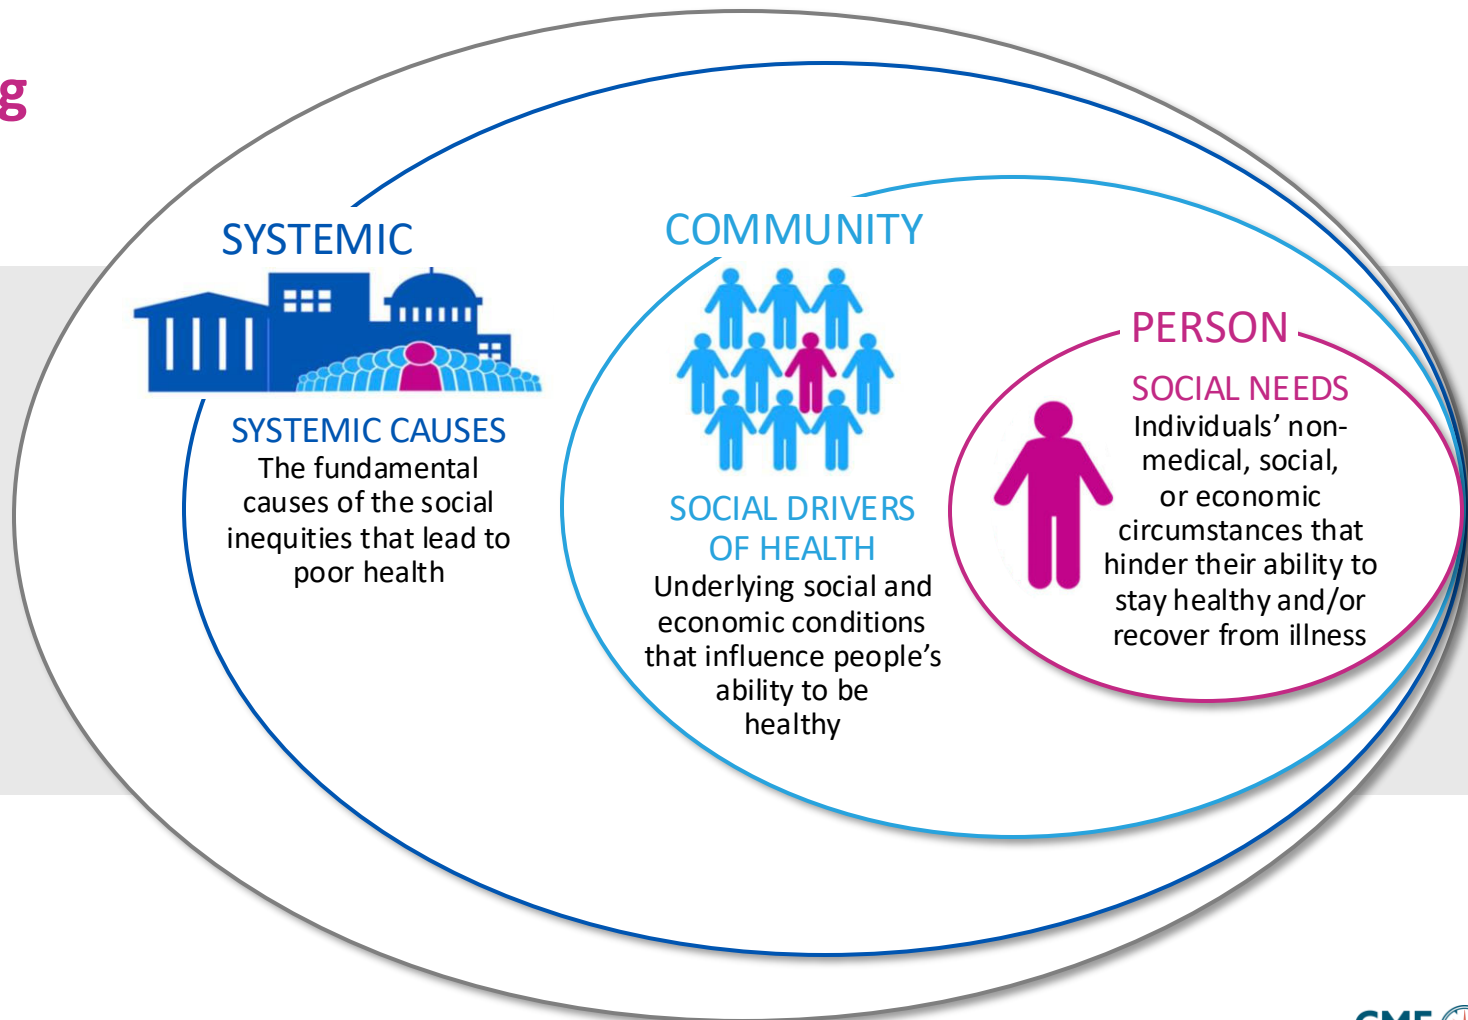 g
SYSTEMIC
SYSTEMIC CAUSES
The fundamental
causes of the social
inequities that lead to
poor health
COMMUNITY
SOCIAL DRIVERS
OF HEALTH
Underlying social and
economic conditions
that influence people's
ability to be
healthy
PERSON
SOCIAL NEEDS
Individuals' non-
medical, social,
or economic
circumstances that
hinder their ability to
stay healthy and/or
recover from illness